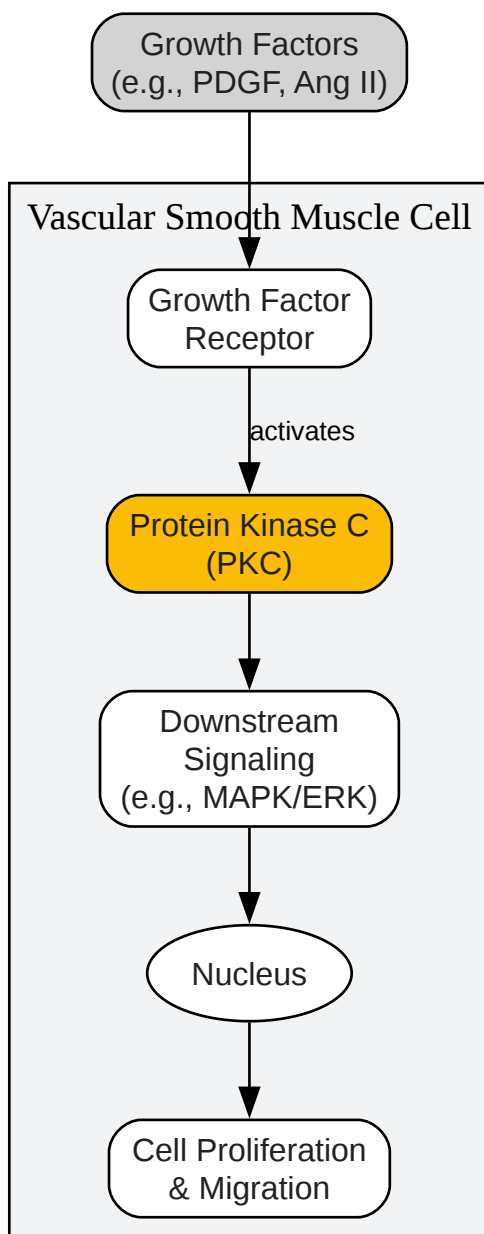 Growth Factors
(e.g., PDGF, Ang II)
Vascular Smooth Muscle Cell
Growth Factor
Receptor
activates
Protein Kinase C
(PKC)
Downstream
Signaling
(e.g., MAPK/ERK)
Nucleus
Cell Proliferation
& Migration